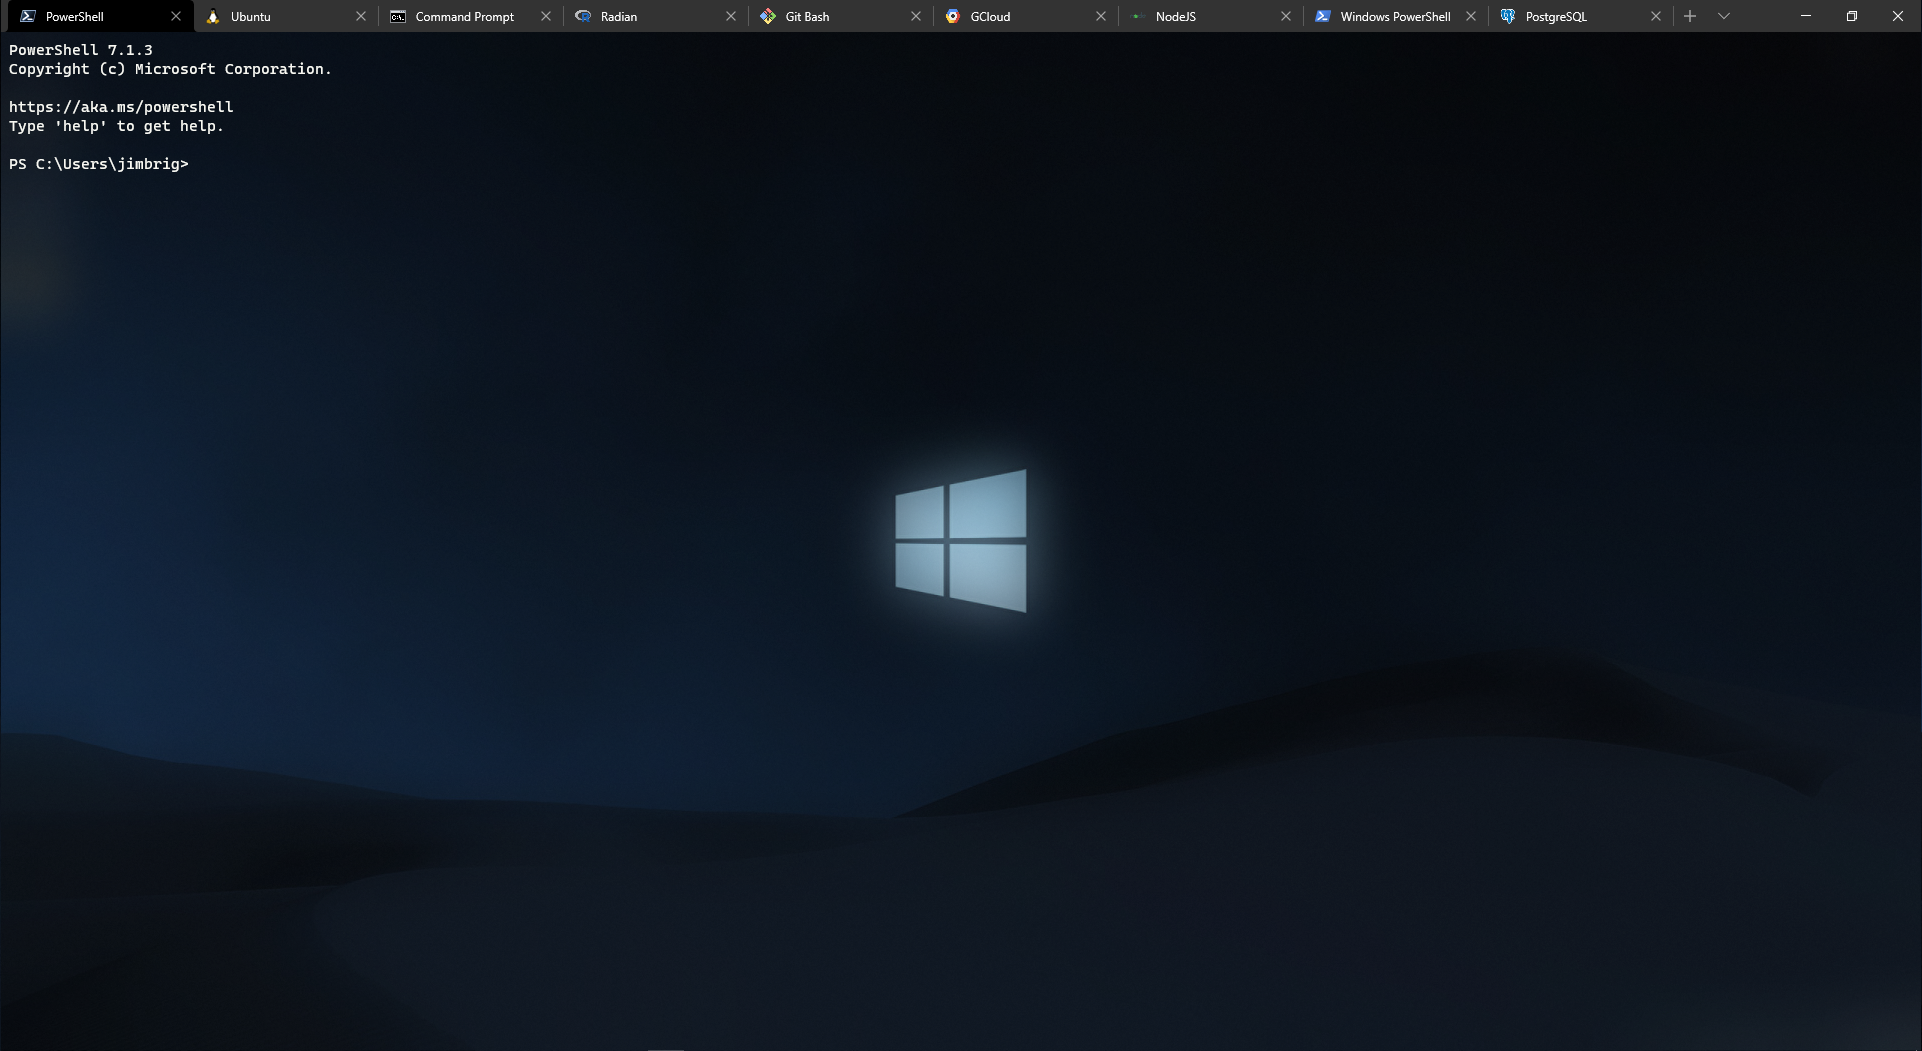 PowerShell
Ubuntu
Command Prompt
Radian
Git Bash
GCloud
NodeJS
Windows PowerShell
PostgreSQL
PowerShell 7.1.3
Copyright (c) Microsoft Corporation.
https://aka.ms/powershell
Type 'help' to get help.
PS C:\Users\jimbrig>